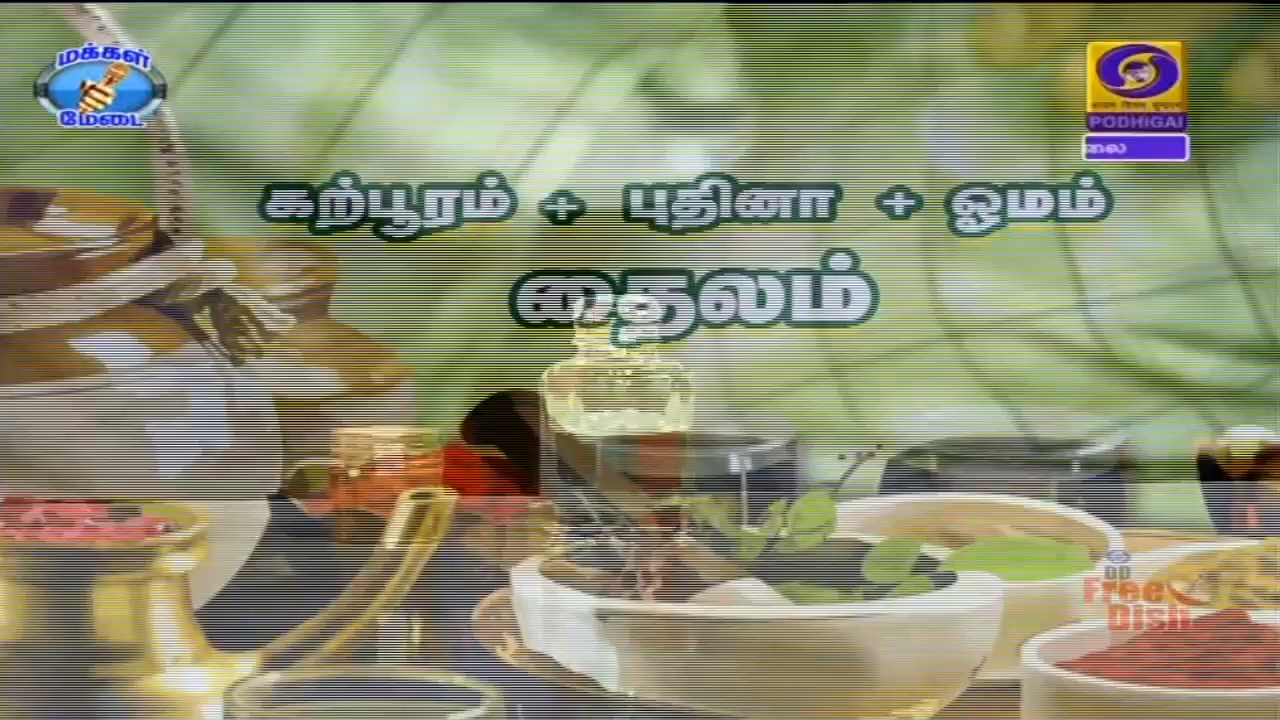 மக்கள்
மேடை
PODHIGAI
லை
கற்பூரம் + புதினா + ஓமம்
தைலம்
DD
Free
Dish